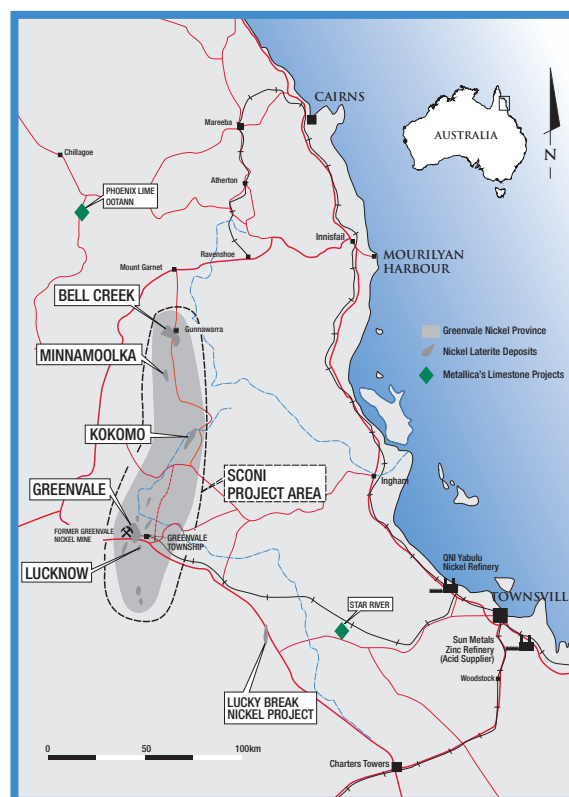 CAIRNS
Mareeba
AUSTRALIA
N
Chillagoe
Atherton
PHOENIX LIME
OOTANN
Innisfail
Ravenshoe
MOURILYAN
HARBOUR
Mount Garnet
BELL CREEK
Gunnawarra
Greenvale Nickel Province
MINNAMOOLKA
Nickel Laterite Deposits
Metallica's Limestone Projects
KOKOMO
SCONI
PROJECT AREA
Ingham
GREENVALE
FORMER GREENVALE
NICKEL MINE
GREENVALE
TOWNSHIP
LUCKNOW
QNI Yabulu
Nickel Refinery
TOWNSVILL
STAR RIVER
Sun Metals
Zinc Refinery
(Acid Supplier)
Woodstock
LUCKY BREAK
NICKEL PROJECT
0 50 100km
Charters Towers